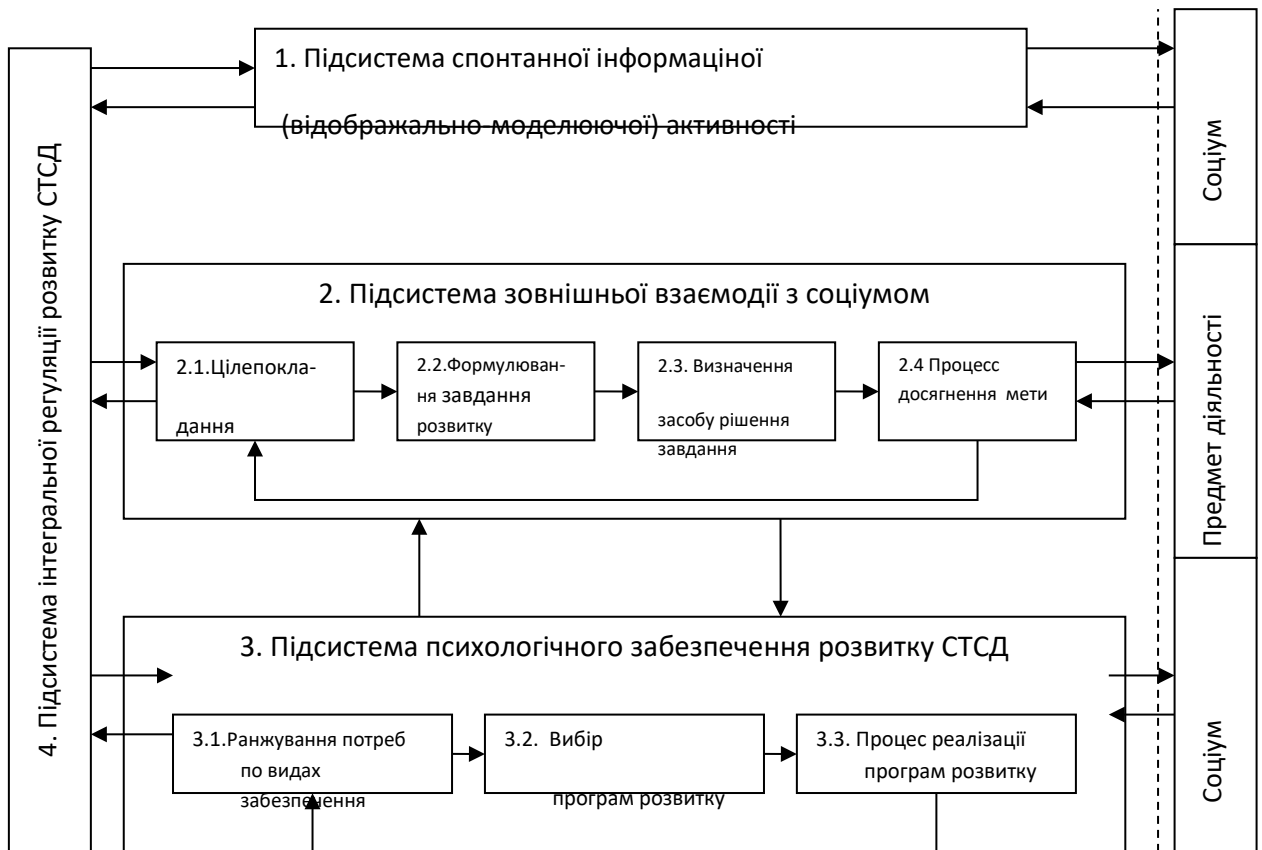 1. Підсистема спонтанної інформаціної
(відображально-моделюючої) активності
Соціум
4. Підсистема інтегральної регуляції розвитку СТСД
2. Підсистема зовнішньої взаємодії з соціумом
2.1.Цілепокла-
дання
2.2.Формулюван-
ня завдання
розвитку
2.3. Визначення
засобу рішення
завдання
2.4 Процесс
досягнення мети
Предмет діяльності
3. Підсистема психологічного забезпечення розвитку СТСД
3.1.Ранжування потреб
по видах
забезпечення
3.2. Вибір
програм розвитку
3.3. Процес реалізації
програм розвитку
Соціум